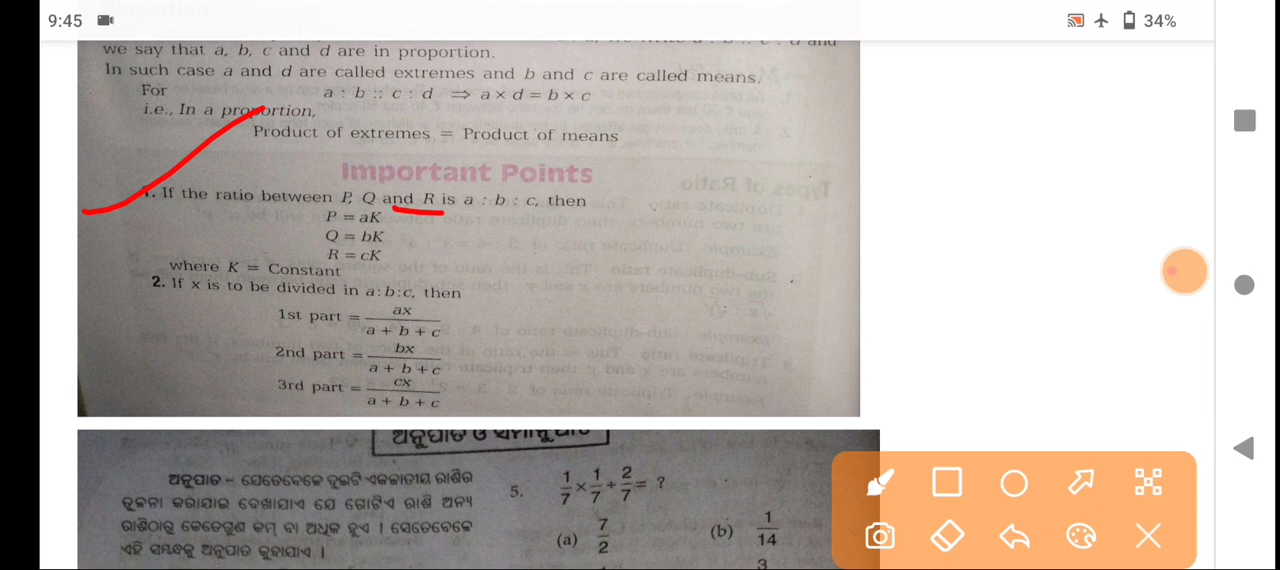 9:45
34%
we say that a, b, c and d are in proportion.
In such case a and d are called extremes and b and c are called means.
For a : b :: c : d ⟹ a × d = b × c
i.e., In a proportion,
Product of extremes = Product of means
Important Points
1. If the ratio between P, Q and R is a : b : c, then
P = aK
Q = bK
R = cK
where K = Constant
2. If x is to be divided in a:b:c, then
1st part = ax / a + b + c
2nd part = bx / a + b + c
3rd part = cx / a + b + c
ଅନୁପାତ ଓ ସମାନୁପାତ
ଅନୁପାତ – ଯେତେବେଳେ ଦୁଇଟି ଏକଜାତୀୟ ରାଶିର
ତୁଳନା କରାଯାଇ ଦେଖାଯାଏ ଯେ ଗୋଟିଏ ରାଶି ଅନ୍ୟ
ରାଶିଠାରୁ କେତେଗୁଣ କମ୍ ବା ଅଧିକ ହୁଏ । ସେତେବେଳେ
ଏହି ସମ୍ବନ୍ଧକୁ ଅନୁପାତ କୁହାଯାଏ ।
5. 1/7 × 1/7 ÷ 2/7 = ?
(a) 7/2 (b) 1/14
3